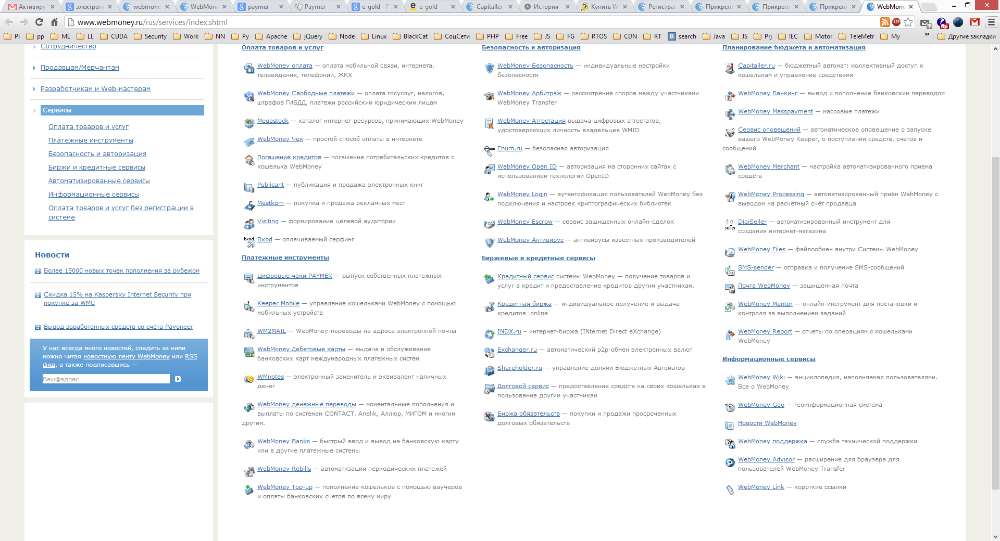 Активиру
электрон
webmone
WebMone
paymer -
Paymer
e-gold - П
e-gold
Capitaller
История
Купить W
Регистра
Прикреп
Прикреп
Прикреп
WebMone
www.webmoney.ru/rus/services/index.shtml
PI
pp
ML
LL
CUDA
Security
Work
NN
Py
Apache
jQuery
Node
Linux
BlackCat
СоцСети
PHP
Free
JS
FG
RTOS
CDN
RT
search
Java
JS
Prj
IEC
Motor
TeleMetr
My
»
Другие закладки
Сотрудничество
Продавцам/Мерчантам
Разработчикам и Web-мастерам
Сервисы
Оплата товаров и услуг
Платежные инструменты
Безопасность и авторизация
Биржи и кредитные сервисы
Автоматизированные сервисы
Информационные сервисы
Оплата товаров и услуг без регистрации в
системе
Новости
Более 15000 новых точек пополнения за рубежом
Скидка 15% на Kaspersky Internet Security при
покупке за WMU
Вывод заработанных средств со счёта Payoneer
У нас всегда много новостей, следить за ними
можно читая новостную ленту WebMoney или RSS
фид, а также подписавшись —
Ваш@адрес
Оплата товаров и услуг
WebMoney оплата — оплата мобильной связи, интернета,
телевидения, телефонии, ЖКХ
WebMoney Свободные платежи — оплата госуслуг, налогов,
штрафов ГИБДД, платежи российским юридическим лицам
Megastock — каталог интернет-ресурсов, принимающих WebMoney
WebMoney Чек — простой способ оплаты в интернете
Погашение кредитов — погашение потребительских кредитов с
кошелька WebMoney
Publicant — публикация и продажа электронных книг
Mestkom — покупка и продажа рекламных мест
Visiting — формирование целевой аудитории
bxod.
Bxod — оплачиваемый серфинг
Платежные инструменты
Цифровые чеки PAYMER — выпуск собственных платежных
инструментов
Keeper Mobile — управление кошельками WebMoney с помощью
мобильных устройств
WM2MAIL — WebMoney-переводы на адреса электронной почты
WebMoney Дебетовые карты — выдача и обслуживание
банковских карт международных платежных систем
WMnotes — электронный заменитель и эквивалент наличных
денег
WebMoney денежные переводы — моментальные пополнения и
выплаты по системам CONTACT, Anelik, Аллюр, МИГОМ и многим
другим.
WebMoney Banks — быстрый ввод и вывод на банковскую карту
или в другие платежные системы
WebMoney Rebills — автоматизация периодических платежей
WebMoney Top-up — пополнение кошельков с помощью ваучеров
и оплаты банковских счетов по всему миру
Безопасность и авторизация
WebMoney Безопасность — индивидуальные настройки
безопасности
WebMoney Арбитраж — рассмотрение споров между участниками
WebMoney Transfer
WebMoney Аттестация выдача цифровых аттестатов,
удостоверяющих личность владельцев WMID
Enum.ru — безопасная авторизация
WebMoney Open ID — авторизация на сторонних сайтах с
использованием технологии OpenID
WebMoney Login — аутентификация пользователей WebMoney без
подключения и настроек криптографических библиотек
WebMoney Escrow — сервис защищенных онлайн-сделок
WebMoney Антивирус — антивирусы известных производителей
Биржевые и кредитные сервисы
Кредитный сервис системы WebMoney — получение товаров и
услуг в кредит и предоставление кредитов другим участникам.
Кредитная биржа — индивидуальное получение и выдача
кредитов online
INDX.ru – интернет-биржа (INternet Direct eXchange)
Exchanger.ru — автоматический p2p-обмен электронных валют
Shareholder.ru — управление долями Бюджетных Автоматов
Долговой сервис — предоставление средств на своих кошельках в
пользование другим участникам
Биржа обязательств — покупки и продажи просроченных
долговых обязательств
Планирование бюджета и автоматизация
Capitaller.ru — бюджетный автомат: коллективный доступ к
кошелькам и управление средствами
WebMoney Банкинг — вывод и пополнение банковским переводом
WebMoney Masspayment — массовые платежи
Сервис оповещений — автоматическое оповещение о запуске
вашего WebMoney Keeper, о поступлении средств, счетов и
сообщений
WebMoney Merchant — настройка автоматизированного приема
средств
WebMoney Processing — автоматизированный приём WebMoney с
выводом на расчётный счёт продавца
digi
seller
DigiSeller — автоматизированный инструмент для
создания интернет-магазина
WebMoney Files — файлообмен внутри Системы WebMoney
SMS-sender — отправка и получение SMS-сообщений
Почта WebMoney — защищенная почта
WebMoney Mentor — онлайн-инструмент для постановки и
контроля за выполнением заданий
WebMoney Report — отчеты по операциям с кошельками
WebMoney
Информационные сервисы
WebMoney Wiki — энциклопедия, наполняемая пользователями.
Все о WebMoney
WebMoney Geo — геоинформационная система
Новости WebMoney
WebMoney поддержка — служба технической поддержки
WebMoney Advisor — расширение для браузера для
пользователей WebMoney Transfer
WebMoney Link — короткие ссылки